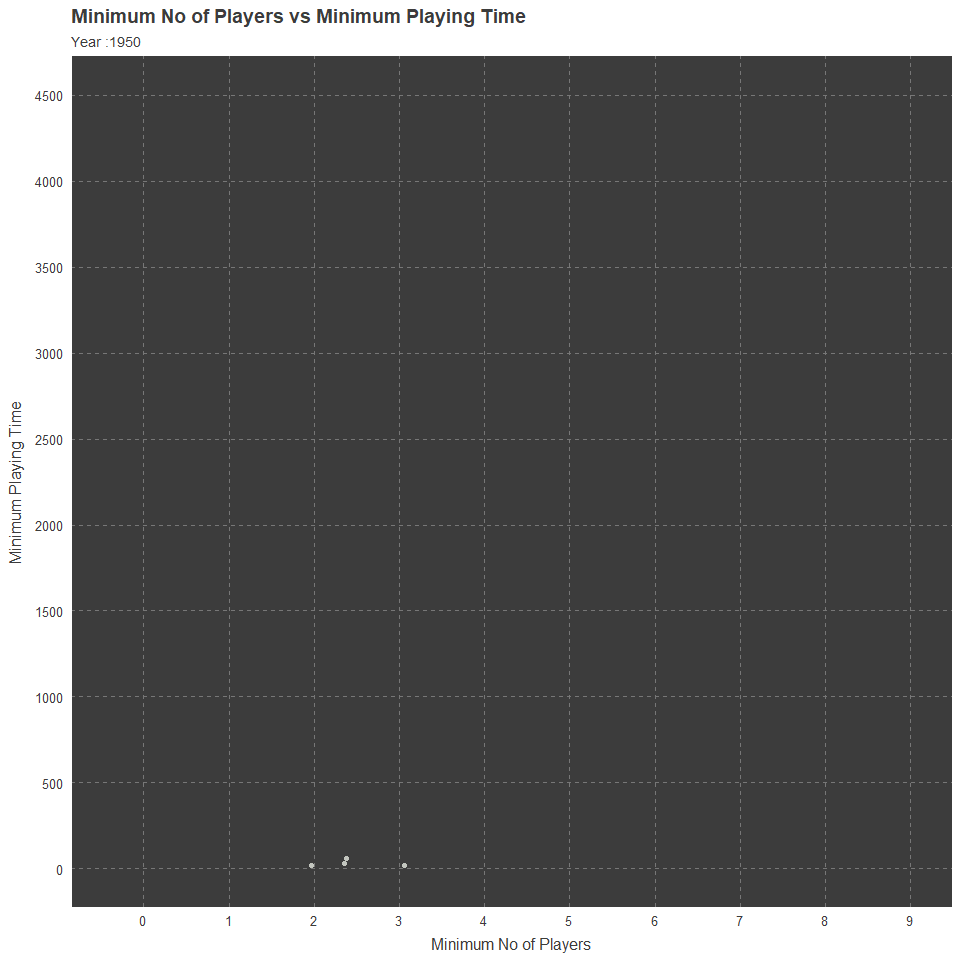 Minimum No of Players vs Minimum Playing Time
Year :1950
4500
4000
3500
3000
2500
2000
1500
1000
500
0
Minimum Playing Time
0 1 2 3 4 5 6 7 8 9
Minimum No of Players